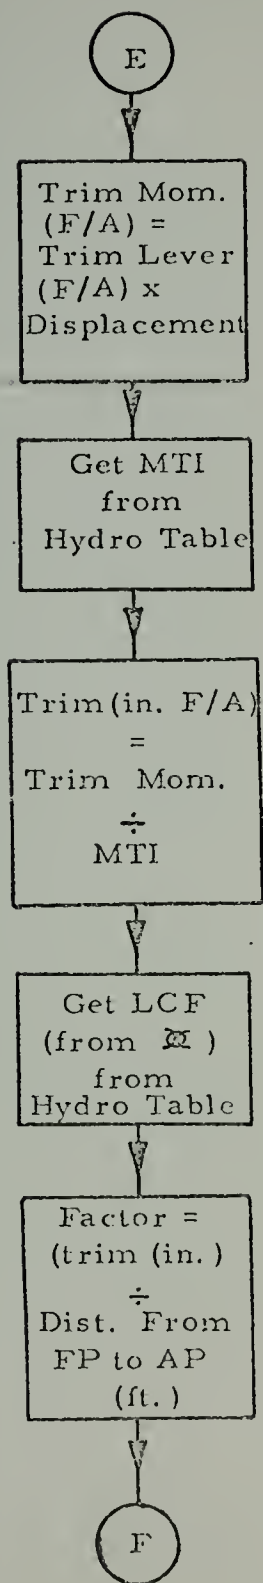 E
Trim Mom.
(F/A) =
Trim Lever
(F/A) x
Displacement
Get MTI
from
Hydro Table
Trim (in. F/A)
=
Trim Mom.
÷
MTI
Get LCF
(from )
from
Hydro Table
Factor =
(trim (in. )
÷
Dist. From
FP to AP
(ft. )
F